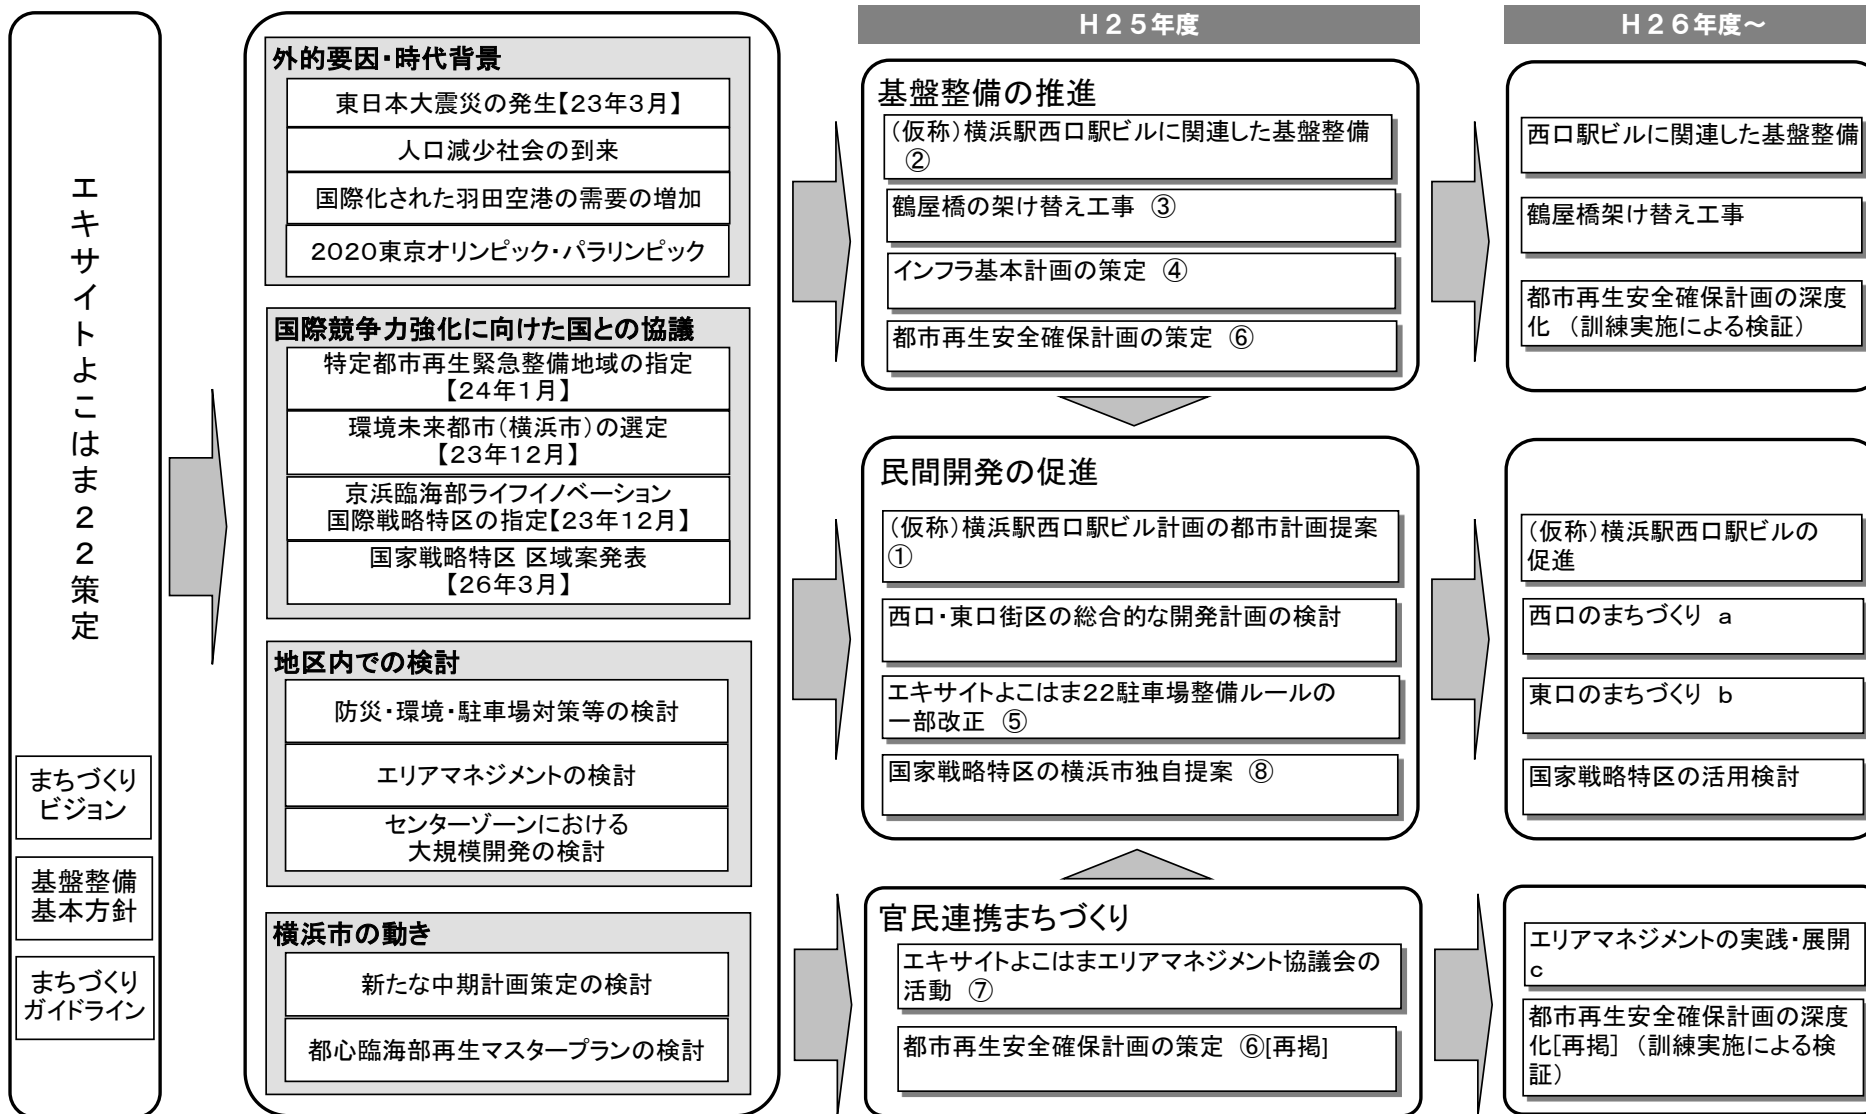 エキサイトよこはま22策定
まちづくり
ビジョン
基盤整備
基本方針
まちづくり
ガイドライン
外的要因・時代背景
東日本大震災の発生【23年3月】
人口減少社会の到来
国際化された羽田空港の需要の増加
2020東京オリンピック・パラリンピック
国際競争力強化に向けた国との協議
特定都市再生緊急整備地域の指定
【24年1月】
環境未来都市(横浜市)の選定
【23年12月】
京浜臨海部ライフイノベーション
国際戦略特区の指定【23年12月】
国家戦略特区 区域案発表
【26年3月】
地区内での検討
防災・環境・駐車場対策等の検討
エリアマネジメントの検討
センターゾーンにおける
大規模開発の検討
横浜市の動き
新たな中期計画策定の検討
都心臨海部再生マスタープランの検討
H25年度
基盤整備の推進
(仮称)横浜駅西口駅ビルに関連した基盤整備
②
鶴屋橋の架け替え工事 ③
インフラ基本計画の策定 ④
都市再生安全確保計画の策定 ⑥
民間開発の促進
(仮称)横浜駅西口駅ビル計画の都市計画提案
①
西口・東口街区の総合的な開発計画の検討
エキサイトよこはま22駐車場整備ルールの
一部改正 ⑤
国家戦略特区の横浜市独自提案 ⑧
官民連携まちづくり
エキサイトよこはまエリアマネジメント協議会の
活動 ⑦
都市再生安全確保計画の策定 ⑥[再掲]
H26年度~
西口駅ビルに関連した基盤整備
鶴屋橋架け替え工事
都市再生安全確保計画の深度
化 (訓練実施による検証)
(仮称)横浜駅西口駅ビルの
促進
西口のまちづくり a
東口のまちづくり b
国家戦略特区の活用検討
エリアマネジメントの実践・展開
c
都市再生安全確保計画の深度
化[再掲] (訓練実施による検
証)